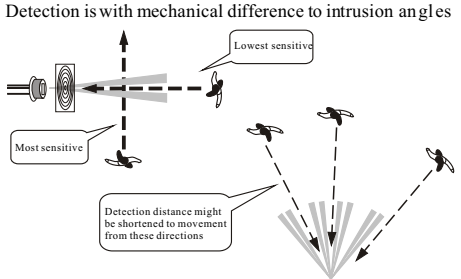 Detection is with mechanical difference to intrusion angles
Lowest sensitive
Most sensitive
Detection distance might
be shortened to movement
from these directions